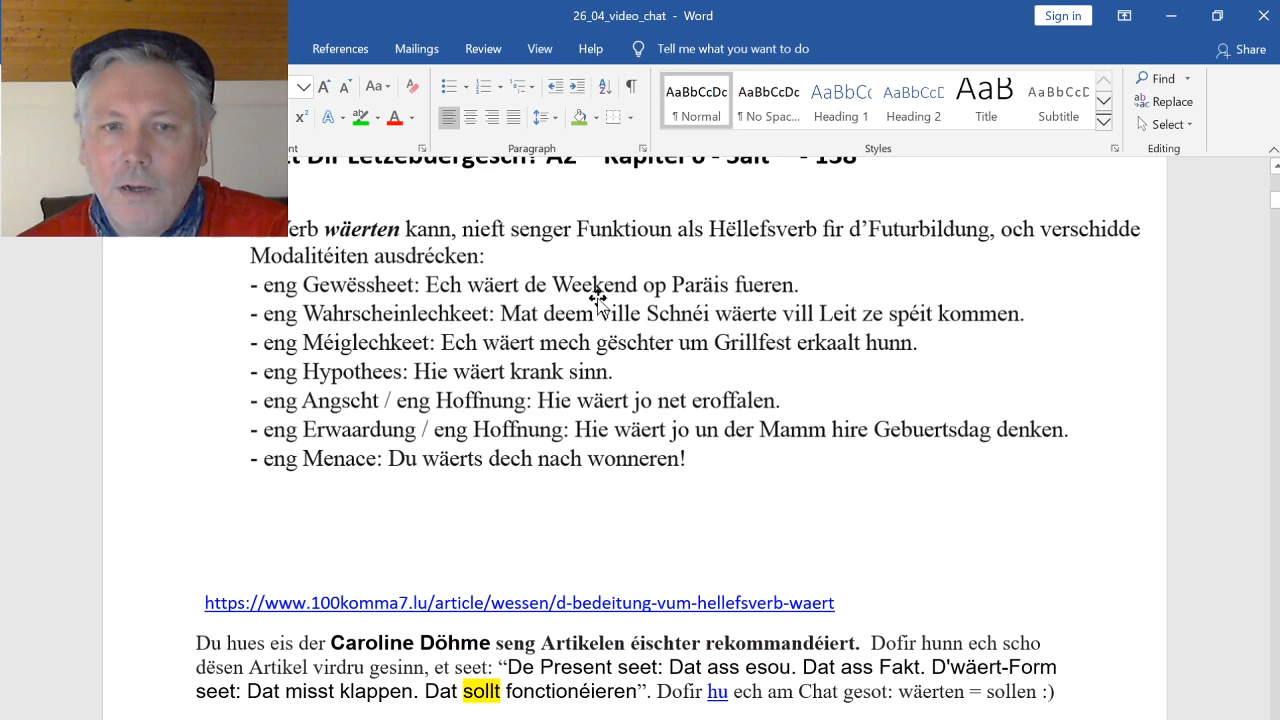 26_04_video_chat - Word
Sign in
References Mailings Review View Help Tell me what you want to do
Share
Aa
AaBbCcDc AaBbCcDc AaBbCc AaBbCcD AaB AaBbCcD
¶ Normal ¶ No Spac... Heading 1 Heading 2 Title Subtitle
Find
Replace
Select
Paragraph Styles Editing
Kapitel 6 - Säit - 138
wäerten kann, nieft senger Funktioun als Hëllefsverb fir d’Futurbildung, och verschidde
Modalitéiten ausdrécken:
- eng Gewëssheet: Ech wäert de Weekend op Paräis fueren.
- eng Wahrscheinlechkeet: Mat deem ville Schnéi wäerte vill Leit ze spéit kommen.
- eng Méiglechkeet: Ech wäert mech gëschter um Grillfest erkaalt hunn.
- eng Hypothees: Hie wäert krank sinn.
- eng Angscht / eng Hoffnung: Hie wäert jo net eroffalen.
- eng Erwaardung / eng Hoffnung: Hie wäert jo un der Mamm hire Gebuertsdag denken.
- eng Menace: Du wäerts dech nach wonneren!
https://www.100komma7.lu/article/wessen/d-bedeitung-vum-hellefsverb-waert
Du hues eis der Caroline Döhme seng Artikelen éischter rekommandéiert. Dofir hunn ech scho
dësen Artikel virdru gesinn, et seet: “De Present seet: Dat ass esou. Dat ass Fakt. D'wäert-Form
seet: Dat misst klappen. Dat sollt fonctionéieren”. Dofir hu ech am Chat gesot: wäerten = sollen :)